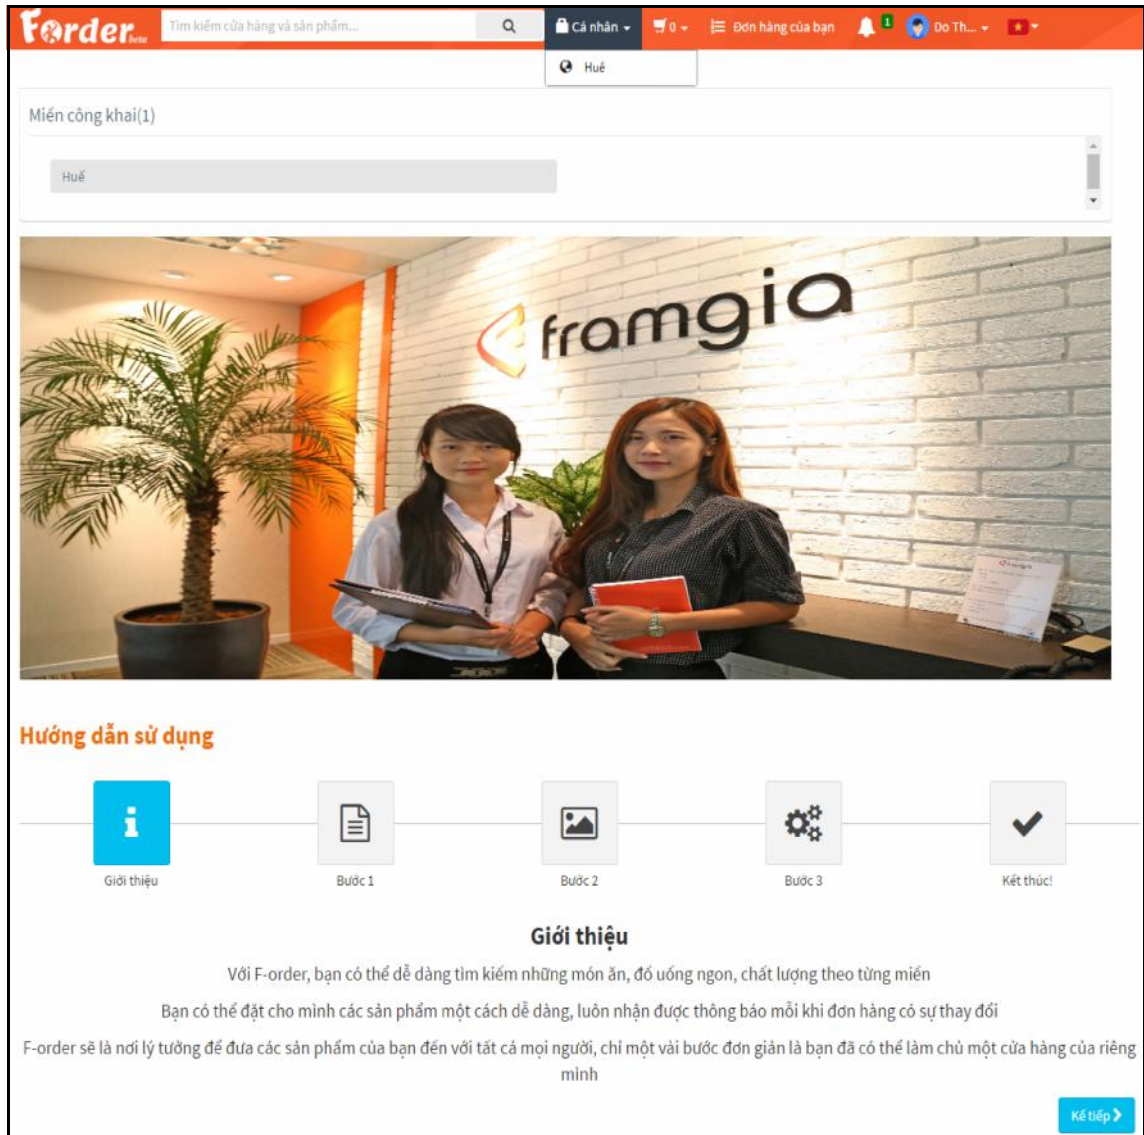 Forder beta
Tìm kiếm cửa hàng và sản phẩm...
Cá nhân
0
Đơn hàng của bạn
1
Do Th...
Huế
Miền công khai(1)
Huế
framgia
Hướng dẫn sử dụng
Giới thiệu
Bước 1
Bước 2
Bước 3
Kết thúc!
Giới thiệu
Với F-order, bạn có thể dễ dàng tìm kiếm những món ăn, đồ uống ngon, chất lượng theo từng miền
Bạn có thể đặt cho mình các sản phẩm một cách dễ dàng, luôn nhận được thông báo mỗi khi đơn hàng có sự thay đổi
F-order sẽ là nơi lý tưởng để đưa các sản phẩm của bạn đến với tất cả mọi người, chỉ một vài bước đơn giản là bạn đã có thể làm chủ một cửa hàng của riêng
mình
Kế tiếp